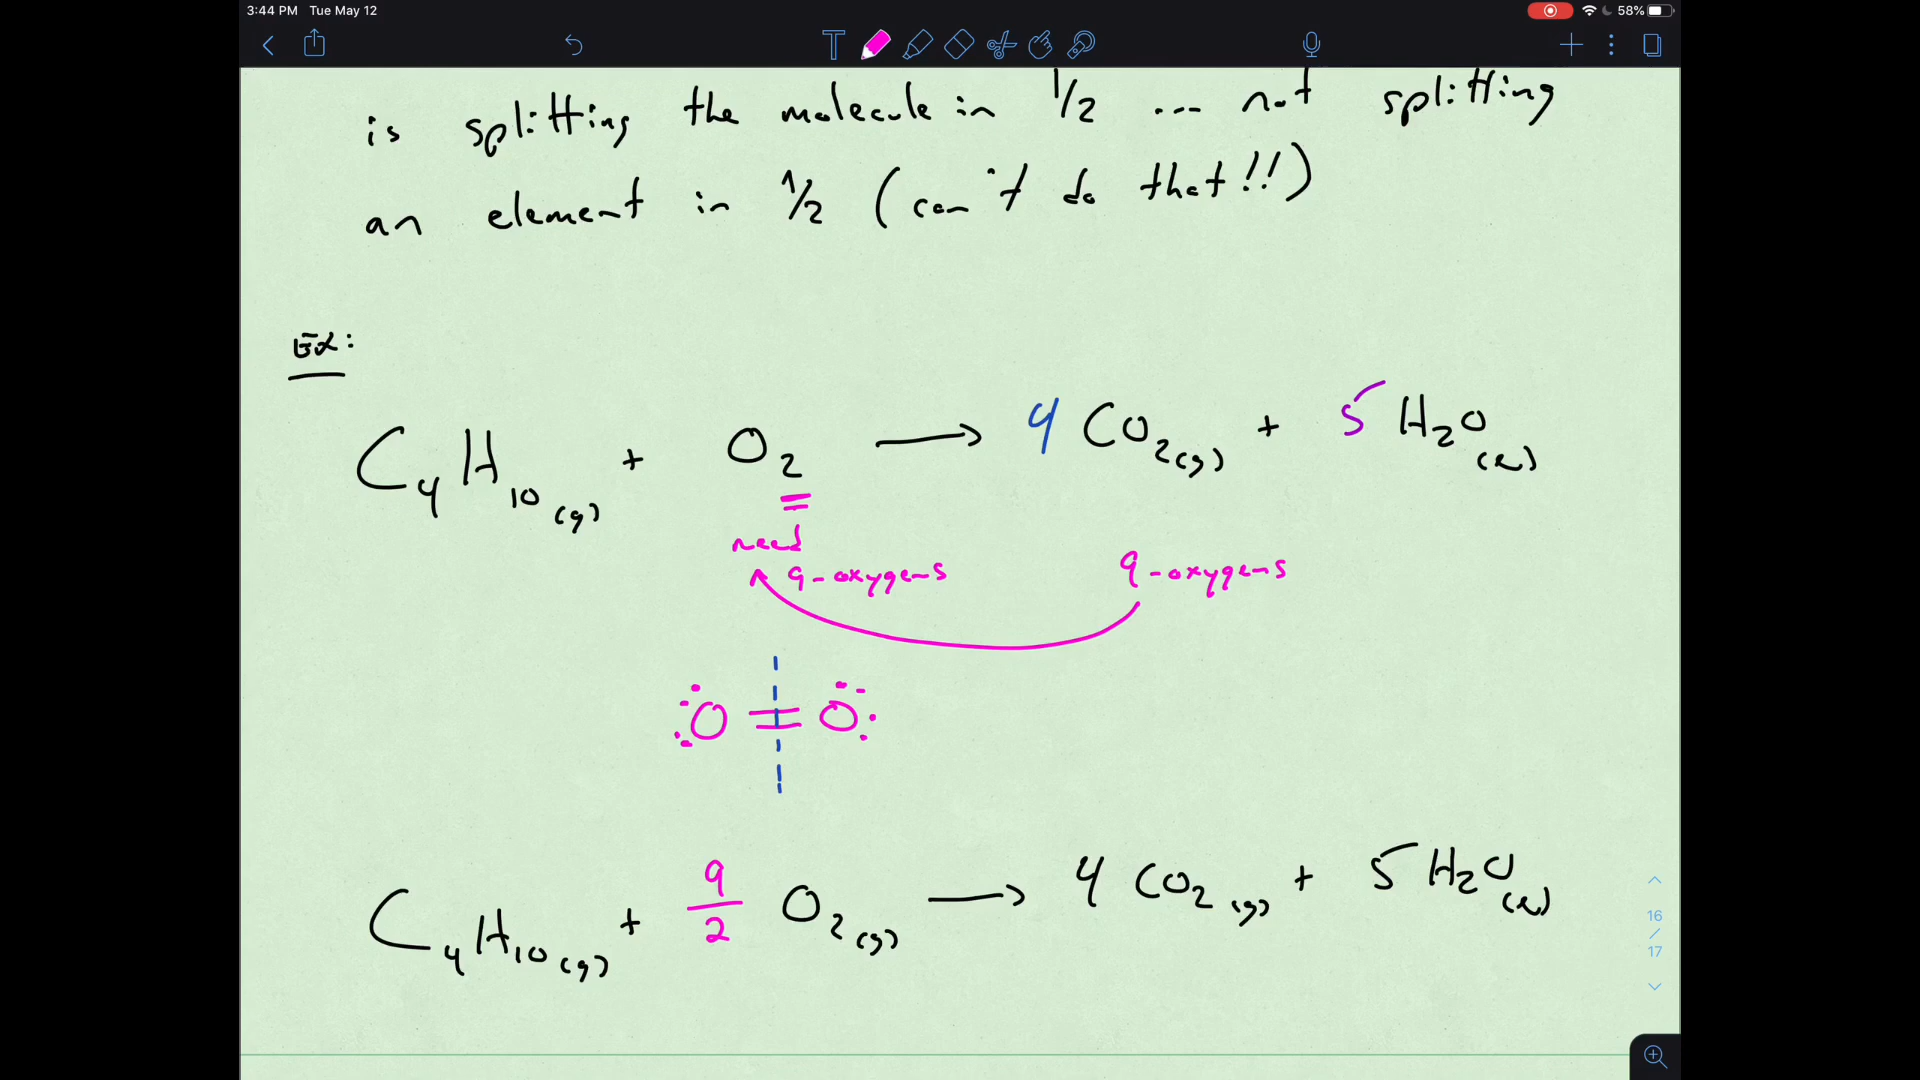 3:44 PM Tue May 12 58%
T
is splitting the molecule in 1/2 ... not splitting
an element in 1/2 (can't do that!!)
Ex:
C₄H₁₀(g) + O₂ → 4 CO₂(g) + 5 H₂O(l)
need
9-oxygens 9-oxygens
O = O
C₄H₁₀(g) + 9/2 O₂(g) → 4 CO₂(g) + 5 H₂O(l)
16
/
17